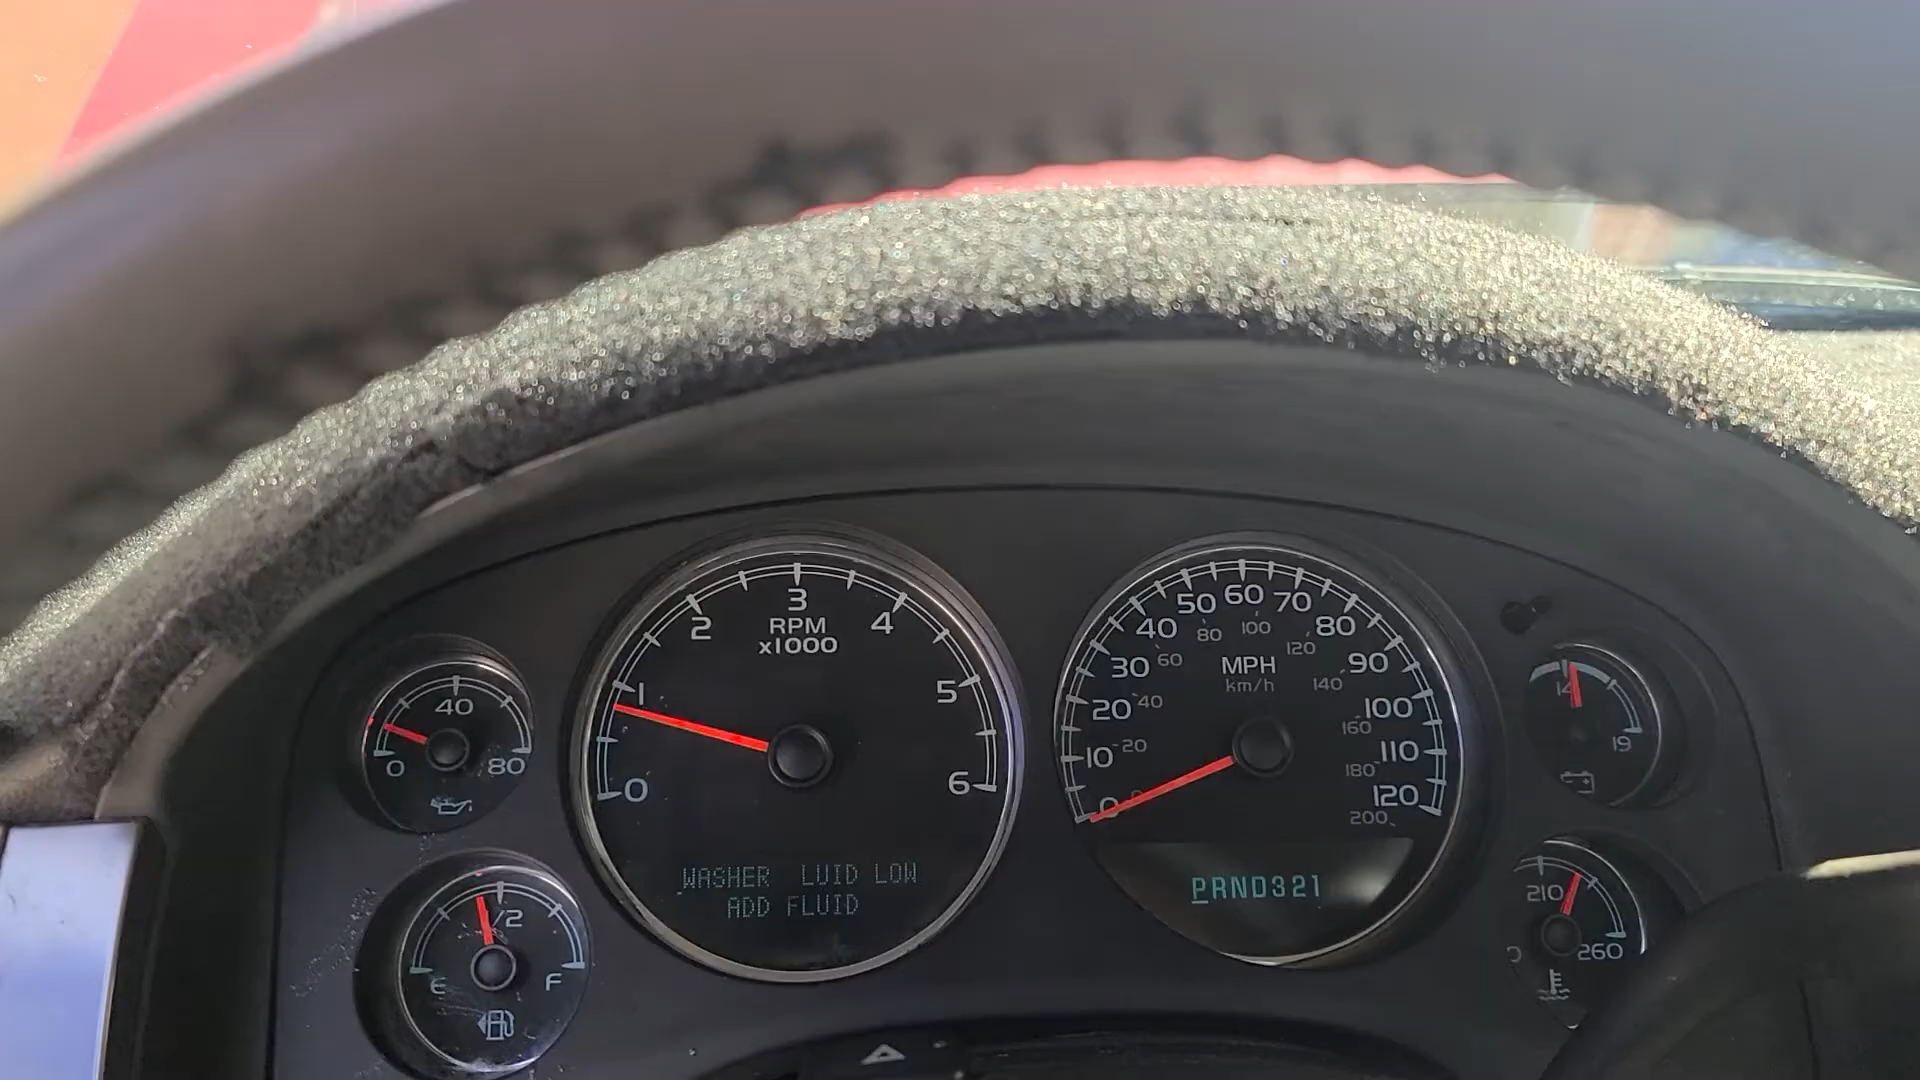 40
0 80
1 2 3 4 5 6 0
RPM
x1000
WASHER LUID LOW
ADD FLUID
1/2
E F
0 10 20 30 40 50 60 70 80 90 100 110 120
20 40 60 80 100 120 140 160 180 200
MPH
km/h
PRND321
14
19
210
260